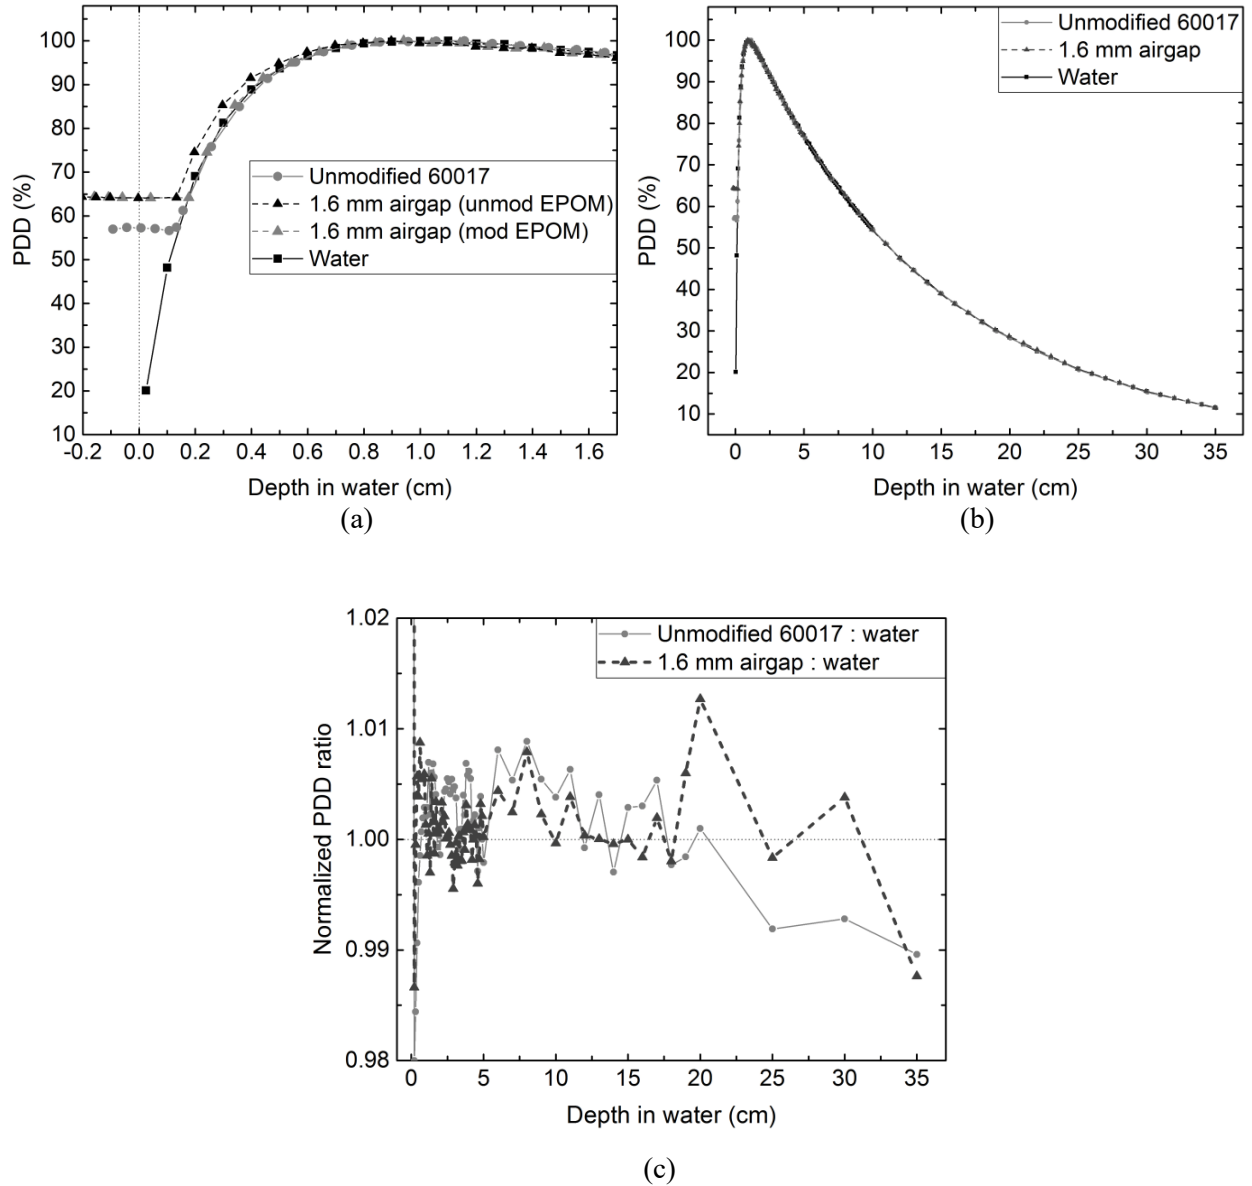 100
90
80
70
60
50
40
30
20
10
PDD (%)
Unmodified 60017
1.6 mm airgap (unmod EPOM)
1.6 mm airgap (mod EPOM)
Water
-0.2 0.0 0.2 0.4 0.6 0.8 1.0 1.2 1.4 1.6
Depth in water (cm)
(a)
100
90
80
70
60
50
40
30
20
10
PDD (%)
Unmodified 60017
1.6 mm airgap
Water
0 5 10 15 20 25 30 35
Depth in water (cm)
(b)
1.02
1.01
1.00
0.99
0.98
Normalized PDD ratio
Unmodified 60017 : water
1.6 mm airgap : water
0 5 10 15 20 25 30 35
Depth in water (cm)
(c)